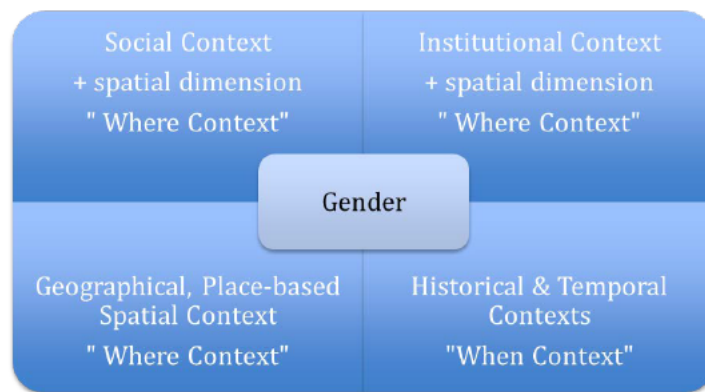 Social Context
+ spatial dimension
" Where Context"
Institutional Context
+ spatial dimension
" Where Context"
Gender
Geographical, Place-based
Spatial Context
" Where Context"
Historical & Temporal
Contexts
"When Context"